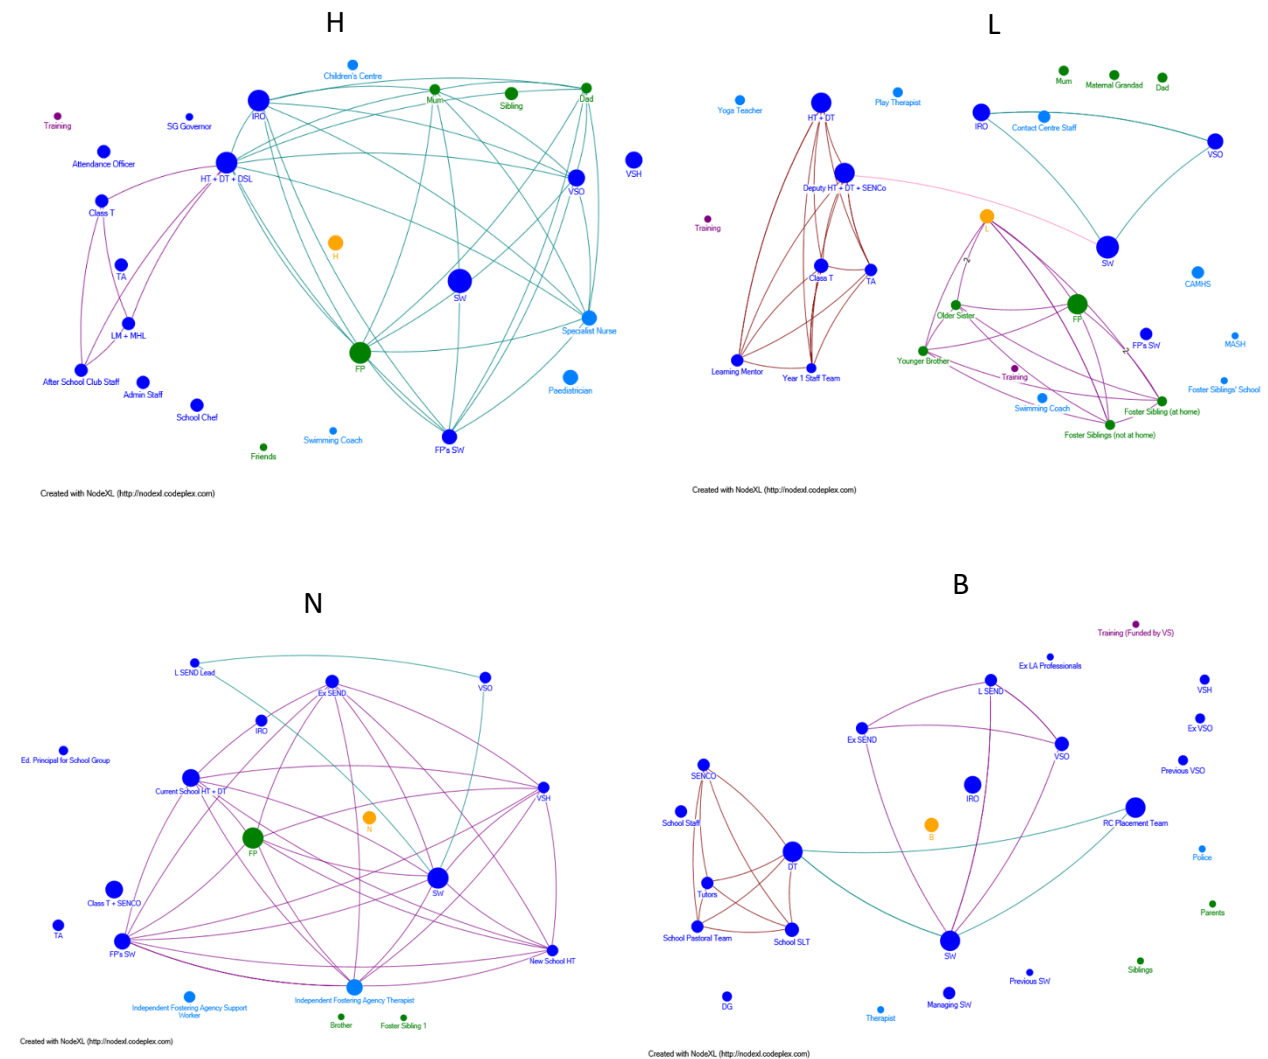 H
Children's Centre
Mum
Sibling
Dad
IRO
Training
SG Governor
Attendance Officer
HT + DT + DSL
VSO
VSH
Class T
H
TA
SW
LM + MHL
Specialist Nurse
FP
After School Club Staff
Admin Staff
Paediatrician
School Chef
Swimming Coach
FP's SW
Friends
Created with NodeXL (http://nodexl.codeplex.com)
L
Mum
Maternal Grandad
Dad
Yoga Teacher
Play Therapist
HT + DT
IRO
Contact Centre Staff
VSO
Deputy HT + DT + SENCo
Training
L
SW
2
Class T
TA
CAMHS
Older Sister
FP
FP's SW
MASH
Younger Brother
2
Learning Mentor
Year 1 Staff Team
Training
Foster Siblings' School
Swimming Coach
Foster Sibling (at home)
Foster Siblings (not at home)
Created with NodeXL (http://nodexl.codeplex.com)
N
L SEND Lead
Ex SEND
VSO
IRO
Ed. Principal for School Group
Current School HT + DT
VSH
N
FP
SW
Class T + SENCO
TA
FP's SW
New School HT
Independent Fostering Agency Therapist
Independent Fostering Agency Support
Worker
Brother
Foster Sibling 1
Created with NodeXL (http://nodexl.codeplex.com)
B
Training (Funded by VS)
Ex LA Professionals
L SEND
VSH
Ex SEND
Ex VSO
VSO
Previous VSO
SENCO
IRO
School Staff
RC Placement Team
DT
Police
Tutors
Parents
School Pastoral Team
School SLT
SW
Siblings
Previous SW
DG
Managing SW
Therapist
Created with NodeXL (http://nodexl.codeplex.com)